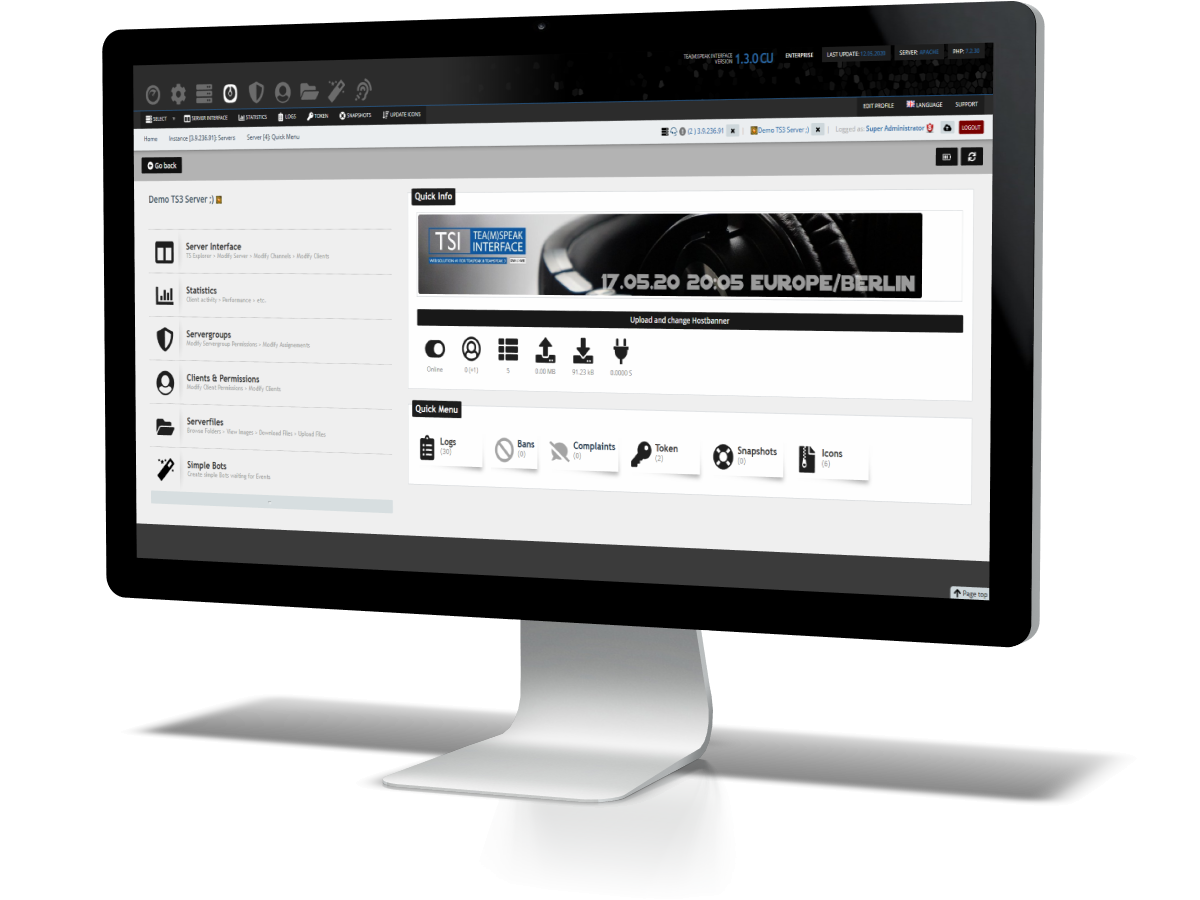 TEA(M)SPEAK INTERFACE
VERSION
1.3.0 CU
ENTERPRISE
LAST UPDATE: 12.05.2020
SERVER: APACHE
PHP:
SELECT
SERVER INTERFACE
STATISTICS
LOGS
TOKEN
SNAPSHOTS
UPDATE ICONS
EDIT PROFILE
LANGUAGE
SUPPORT
Home
Instance [3.9.236.91]: Servers
Server [4]: Quick Menu
(2) 3.9.236.91
Demo TS3 Server ;)
Logged as: Super Administrator
LOGOUT
Go back
Demo TS3 Server ;)
Server Interface
TS Explorer • Modify Server • Modify Channels • Modify Clients
Statistics
Client activity • Performance • etc.
Servergroups
Modify Servergroup Permissions • Modify Assignments
Clients & Permissions
Modify Client Permissions • Modify Clients
Serverfiles
Browse Folders • View Images • Download Files • Upload Files
Simple Bots
Create simple Bots waiting for Events
Quick Info
TSI
TEA(M)SPEAK
INTERFACE
17.05.20 20:05 EUROPE/BERLIN
Upload and change Hostbanner
Online
0 (+1)
5
0.00 MB
91.23 kB
0.0000 S
Quick Menu
Logs
(30)
Bans
(0)
Complaints
(0)
Token
(2)
Snapshots
(0)
Icons
(6)
Page top